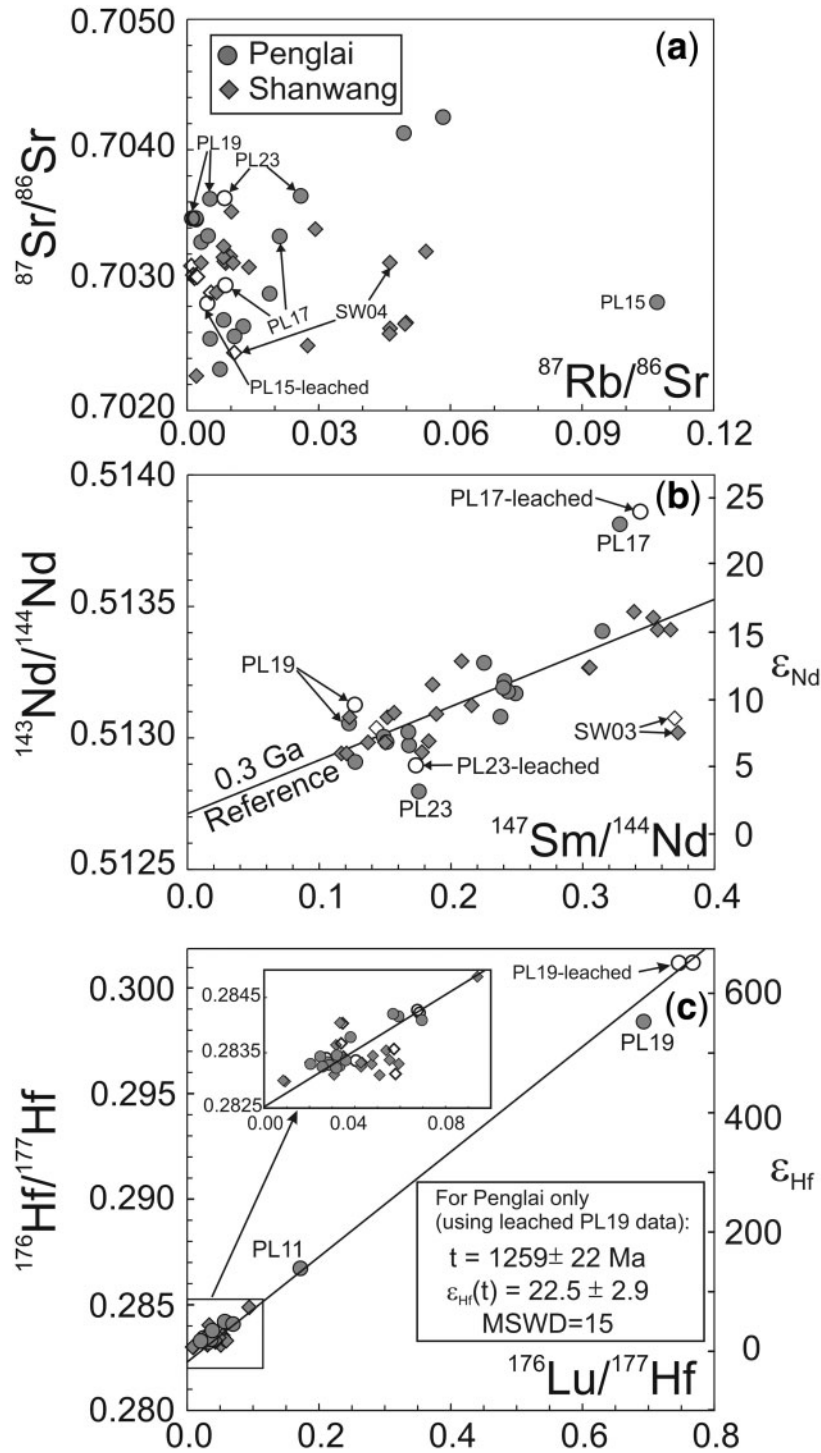 (a)
Penglai
Shanwang
0.7050
0.7040
0.7030
0.7020
⁸⁷Sr/⁸⁶Sr
PL19
PL23
PL17
SW04
PL15
PL15-leached
⁸⁷Rb/⁸⁶Sr
0.00
0.03
0.06
0.09
0.12
(b)
0.5140
0.5135
0.5130
0.5125
¹⁴³Nd/¹⁴⁴Nd
PL17-leached
PL17
PL19
SW03
PL23-leached
PL23
0.3 Ga
Reference
25
20
15
10
5
0
εNd
¹⁴⁷Sm/¹⁴⁴Nd
0.0
0.1
0.2
0.3
0.4
(c)
0.300
0.295
0.290
0.285
0.280
¹⁷⁶Hf/¹⁷⁷Hf
PL19-leached
PL19
0.2845
0.2835
0.2825
0.00
0.04
0.08
PL11
600
400
200
0
εHf
For Penglai only
(using leached PL19 data):
t = 1259± 22 Ma
εHf(t) = 22.5 ± 2.9
MSWD=15
¹⁷⁶Lu/¹⁷⁷Hf
0.0
0.2
0.4
0.6
0.8